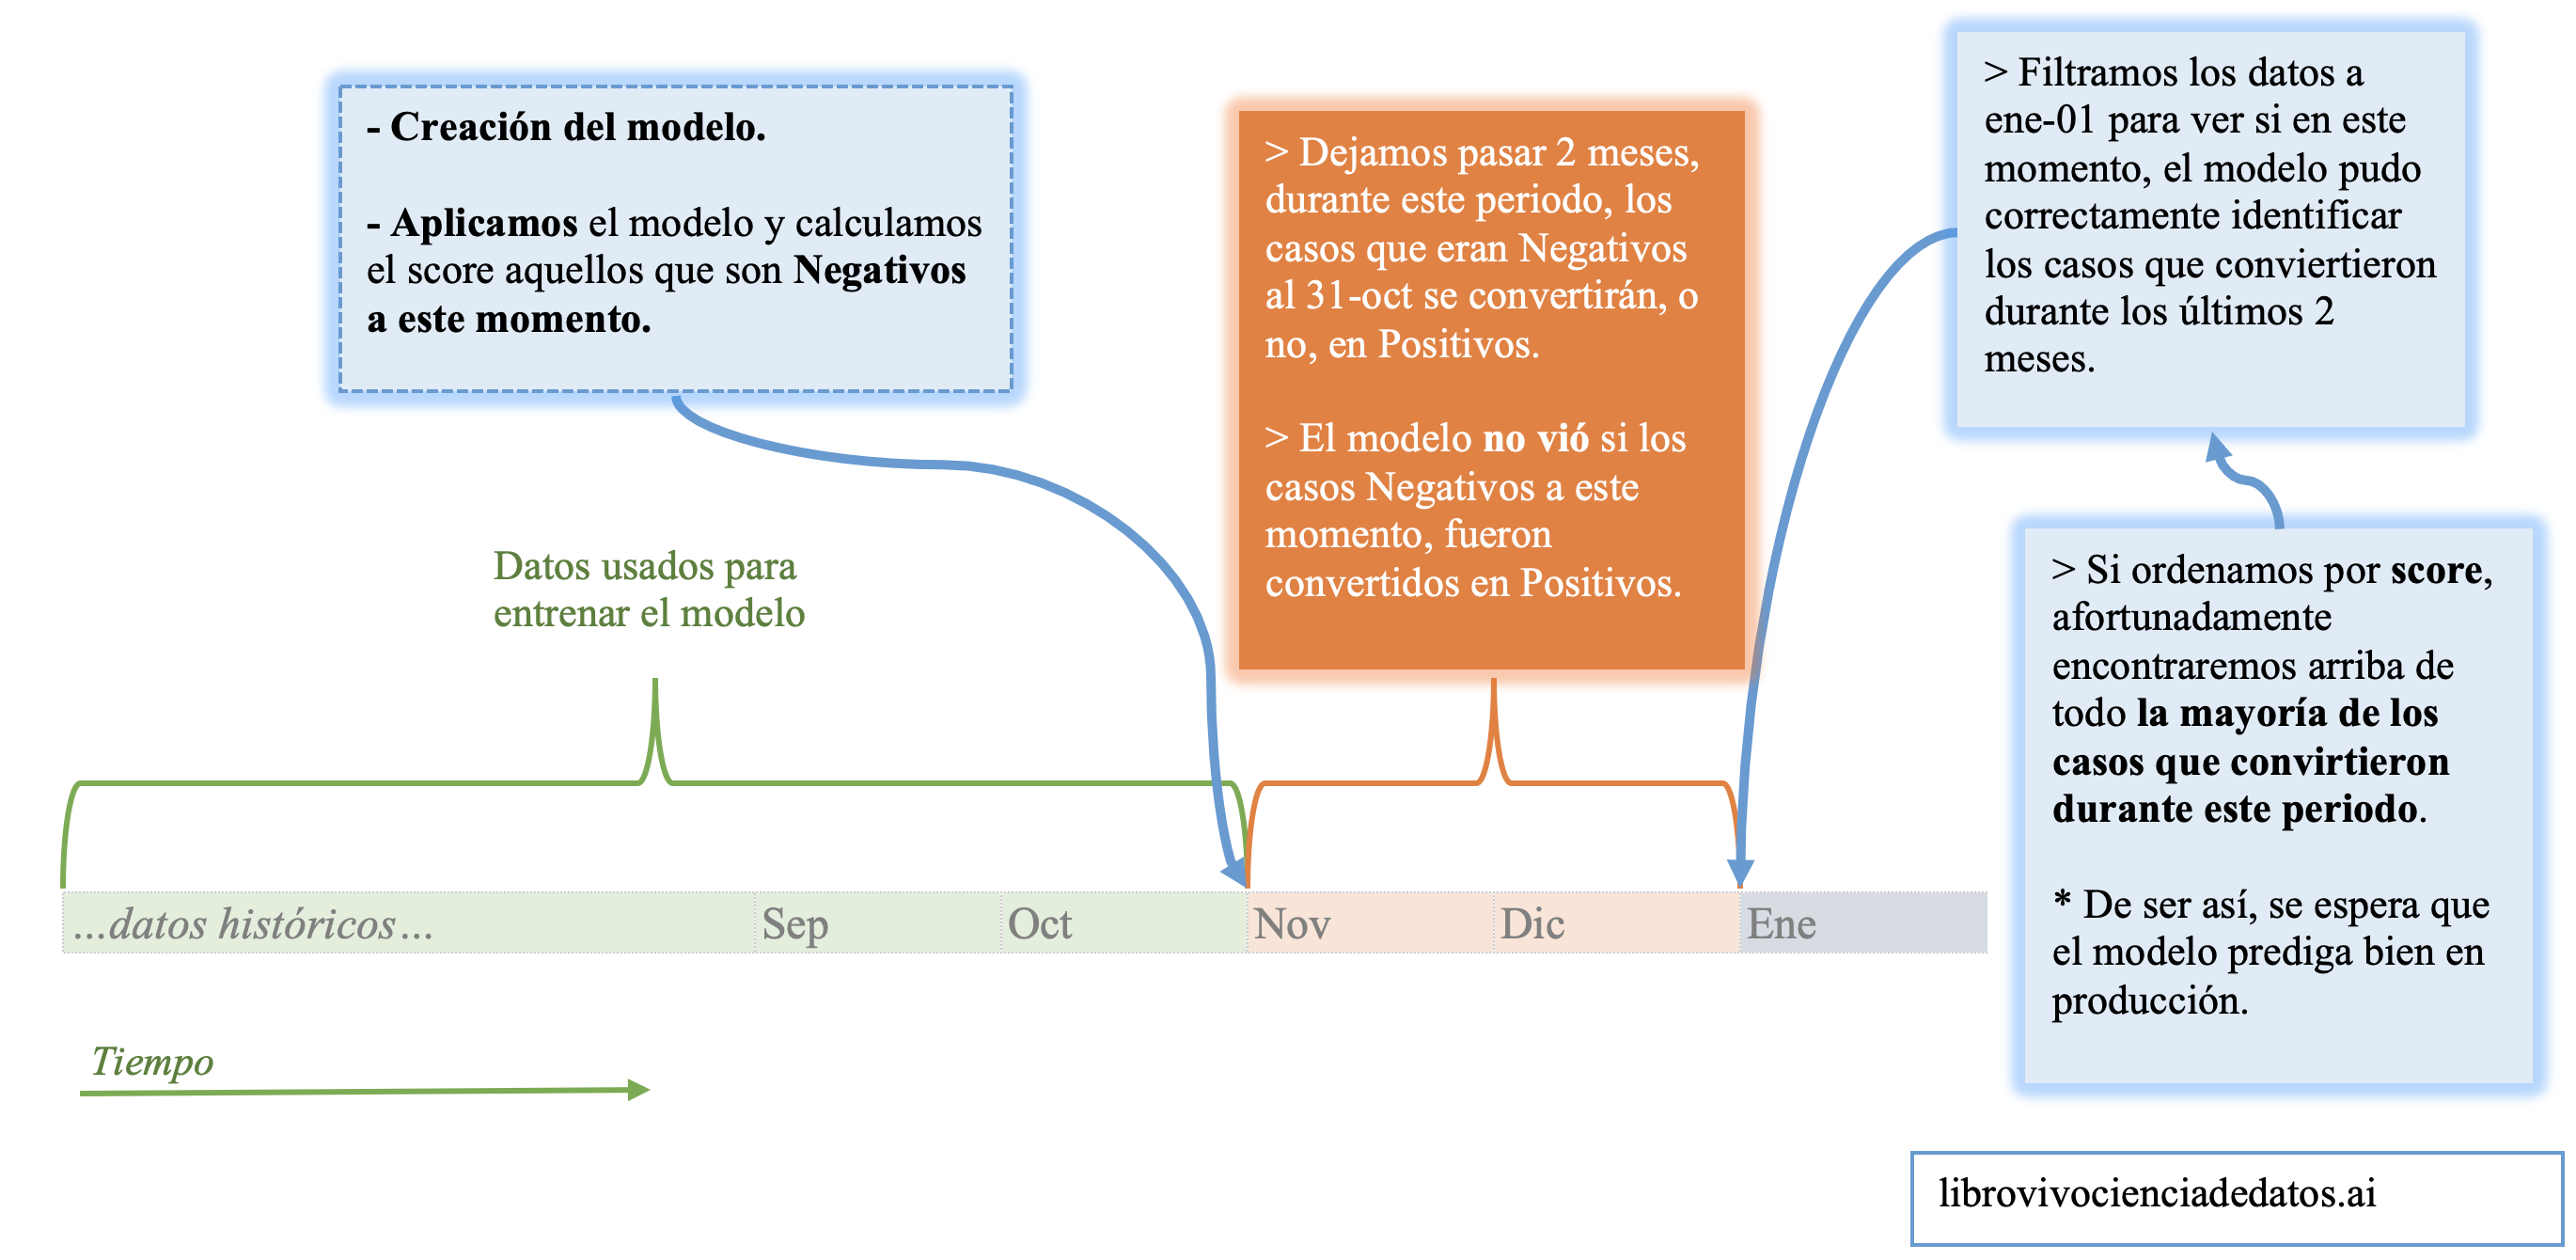 - Creación del modelo.
- Aplicamos el modelo y calculamos
el score aquellos que son Negativos
a este momento.
> Dejamos pasar 2 meses,
durante este periodo, los
casos que eran Negativos
al 31-oct se convertirán, o
no, en Positivos.
> El modelo no vió si los
casos Negativos a este
momento, fueron
convertidos en Positivos.
> Filtramos los datos a
ene-01 para ver si en este
momento, el modelo pudo
correctamente identificar
los casos que conviertieron
durante los últimos 2
meses.
> Si ordenamos por score,
afortunadamente
encontraremos arriba de
todo la mayoría de los
casos que convirtieron
durante este periodo.
* De ser así, se espera que
el modelo prediga bien en
producción.
Datos usados para
entrenar el modelo
...datos históricos...
Sep
Oct
Nov
Dic
Ene
Tiempo
librovivocienciadedatos.ai